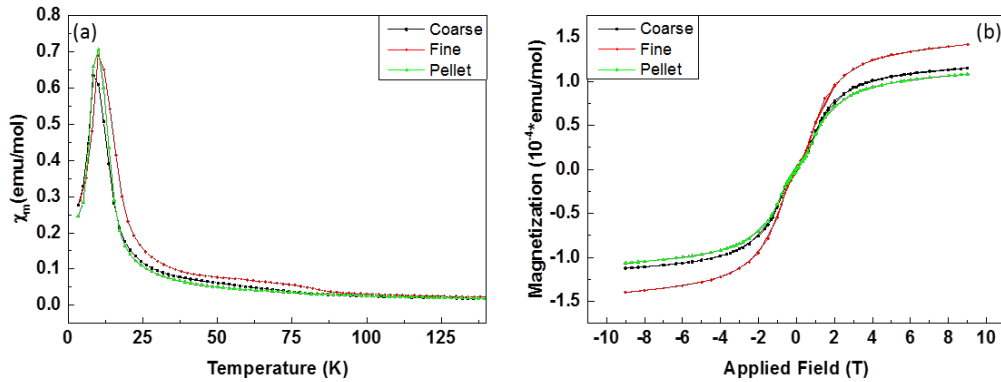 (a)
Coarse
Fine
Pellet
0.8
0.7
0.6
0.5
0.4
0.3
0.2
0.1
0.0
χm(emu/mol)
0 25 50 75 100 125
Temperature (K)
(b)
Coarse
Fine
Pellet
1.5
1.0
0.5
0.0
-0.5
-1.0
-1.5
Magnetization (10⁻⁴*emu/mol)
-10 -8 -6 -4 -2 0 2 4 6 8 10
Applied Field (T)